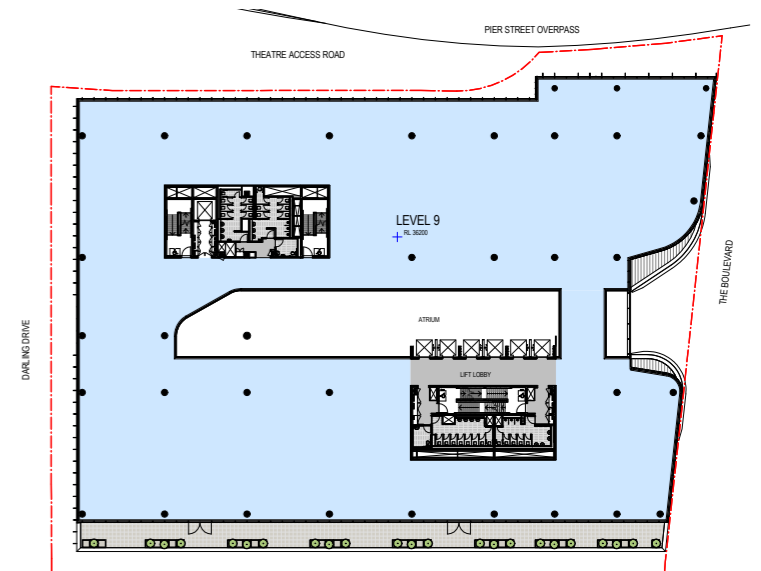 PIER STREET OVERPASS
THEATRE ACCESS ROAD
LEVEL 9
RL 36200
THE BOULEVARD
ATRIUM
DARLING DRIVE
LIFT LOBBY